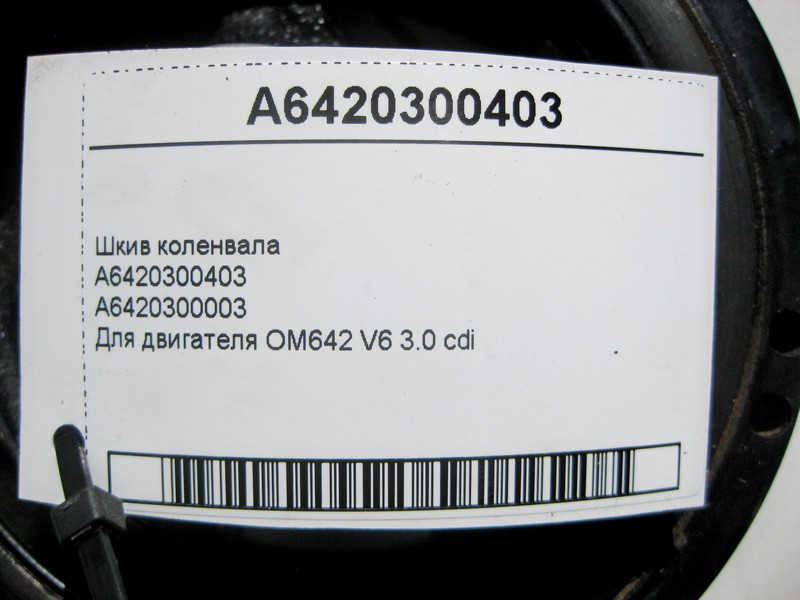 A6420300403
Шкив коленвала
A6420300403
A6420300003
Для двигателя OM642 V6 3.0 cdi